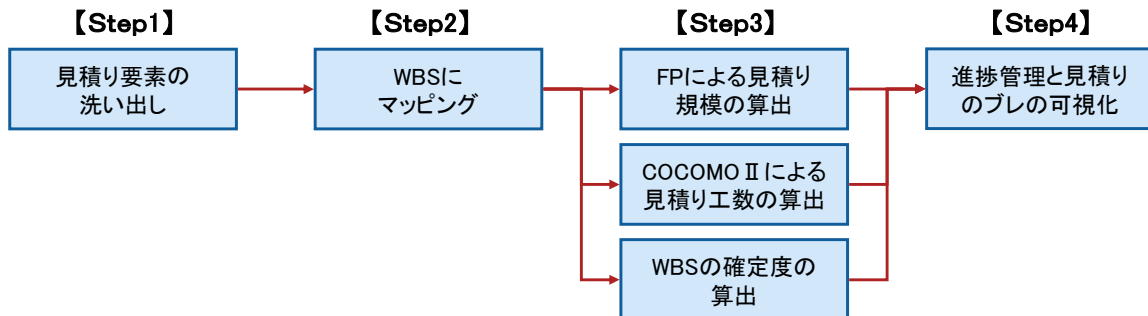 【Step1】
見積り要素の
洗い出し
【Step2】
WBSに
マッピング
【Step3】
FPによる見積り
規模の算出
COCOMOⅡによる
見積り工数の算出
WBSの確定度の
算出
【Step4】
進捗管理と見積り
のブレの可視化